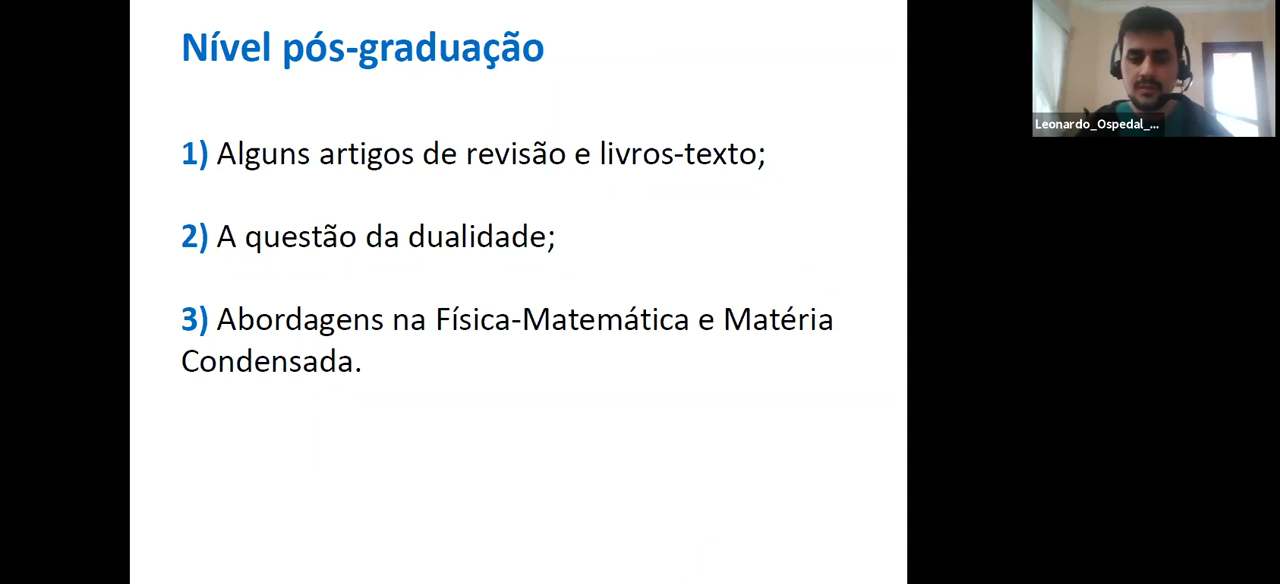 Nível pós-graduação
1) Alguns artigos de revisão e livros-texto;
2) A questão da dualidade;
3) Abordagens na Física-Matemática e Matéria
Condensada.
Leonardo_Ospedal_...